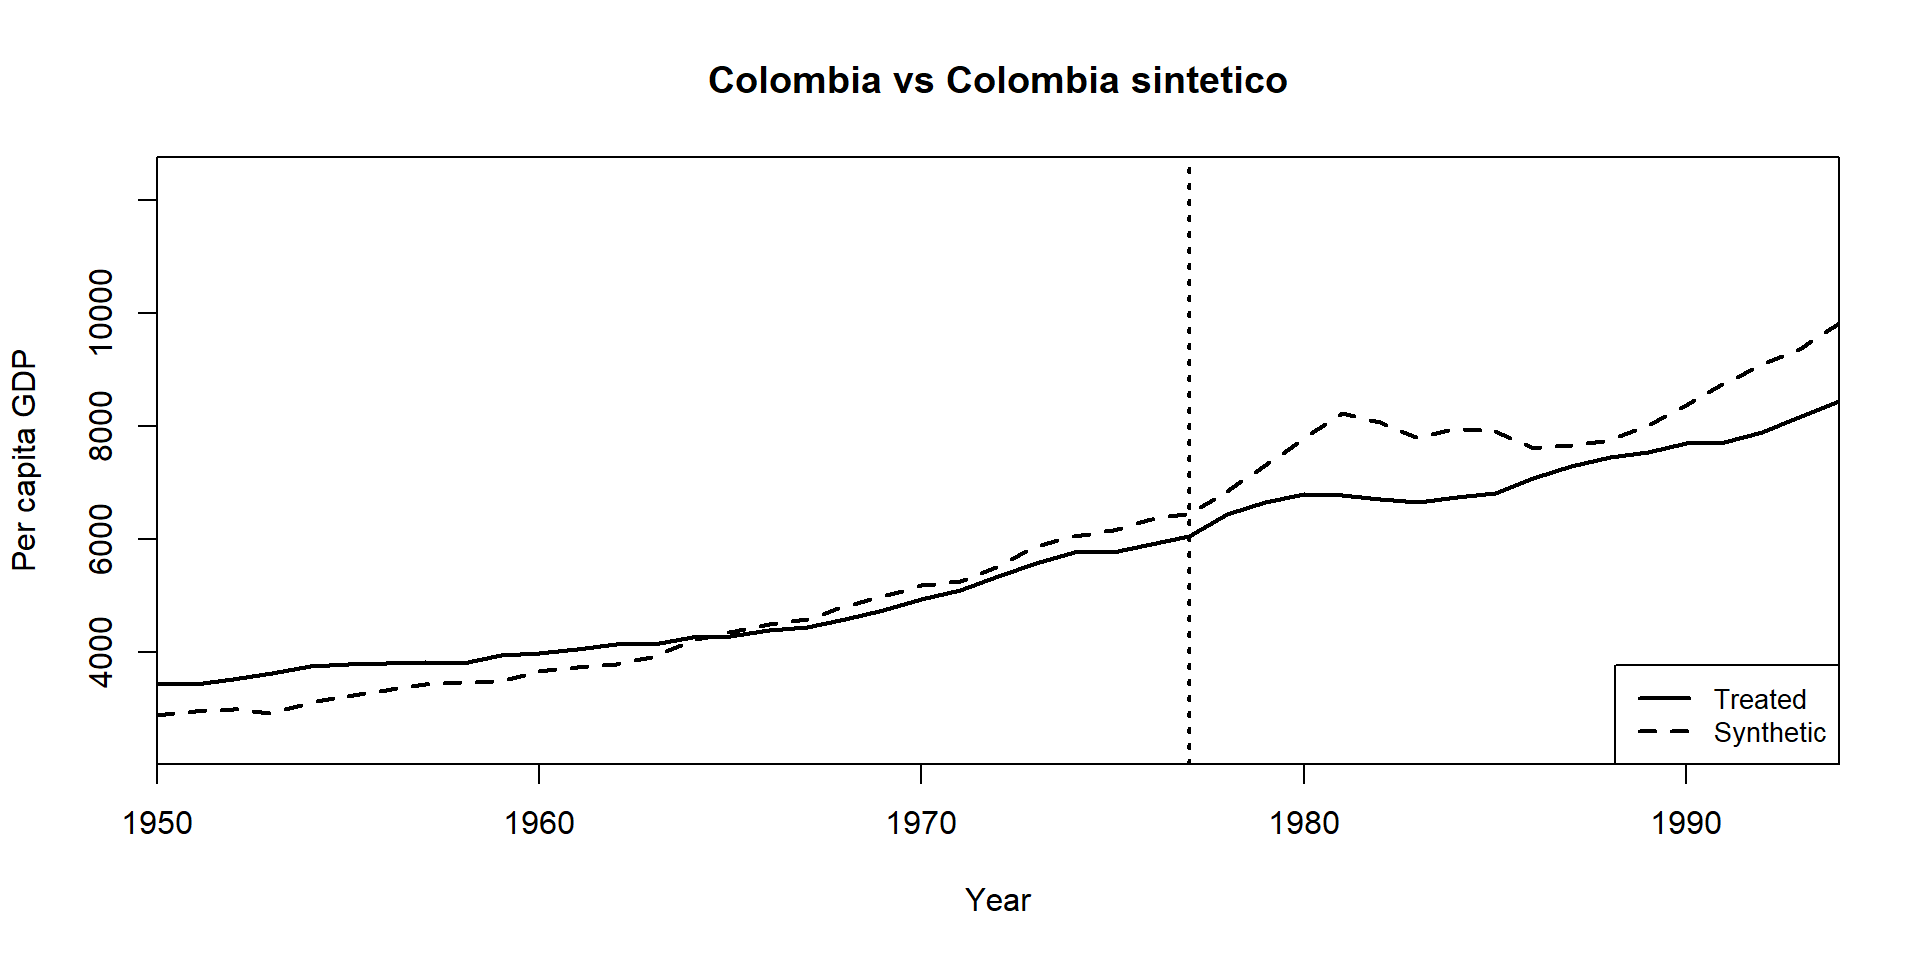 Colombia vs Colombia sintetico
Per capita GDP
10000
8000
6000
4000
1950 1960 1970 1980 1990
Year
Treated
Synthetic